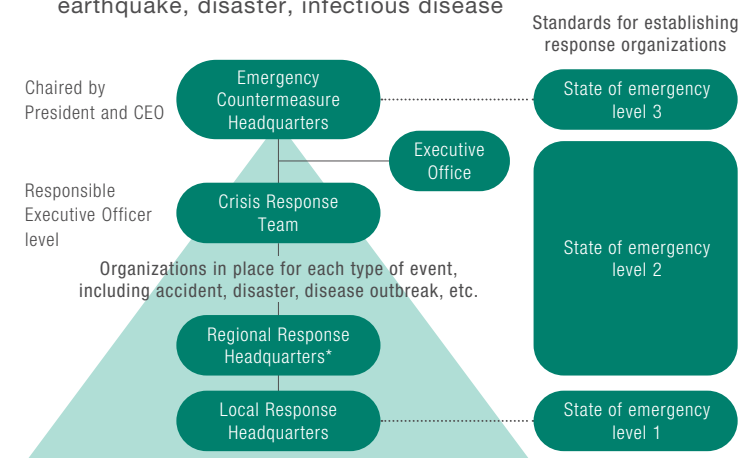 earthquake, disaster, infectious disease
Standards for establishing
response organizations
Chaired by
President and CEO
Emergency
Countermeasure
Headquarters
State of emergency
level 3
Executive
Office
Responsible
Executive Officer
level
Crisis Response
Team
State of emergency
level 2
Organizations in place for each type of event,
including accident, disaster, disease outbreak, etc.
Regional Response
Headquarters*
Local Response
Headquarters
State of emergency
level 1